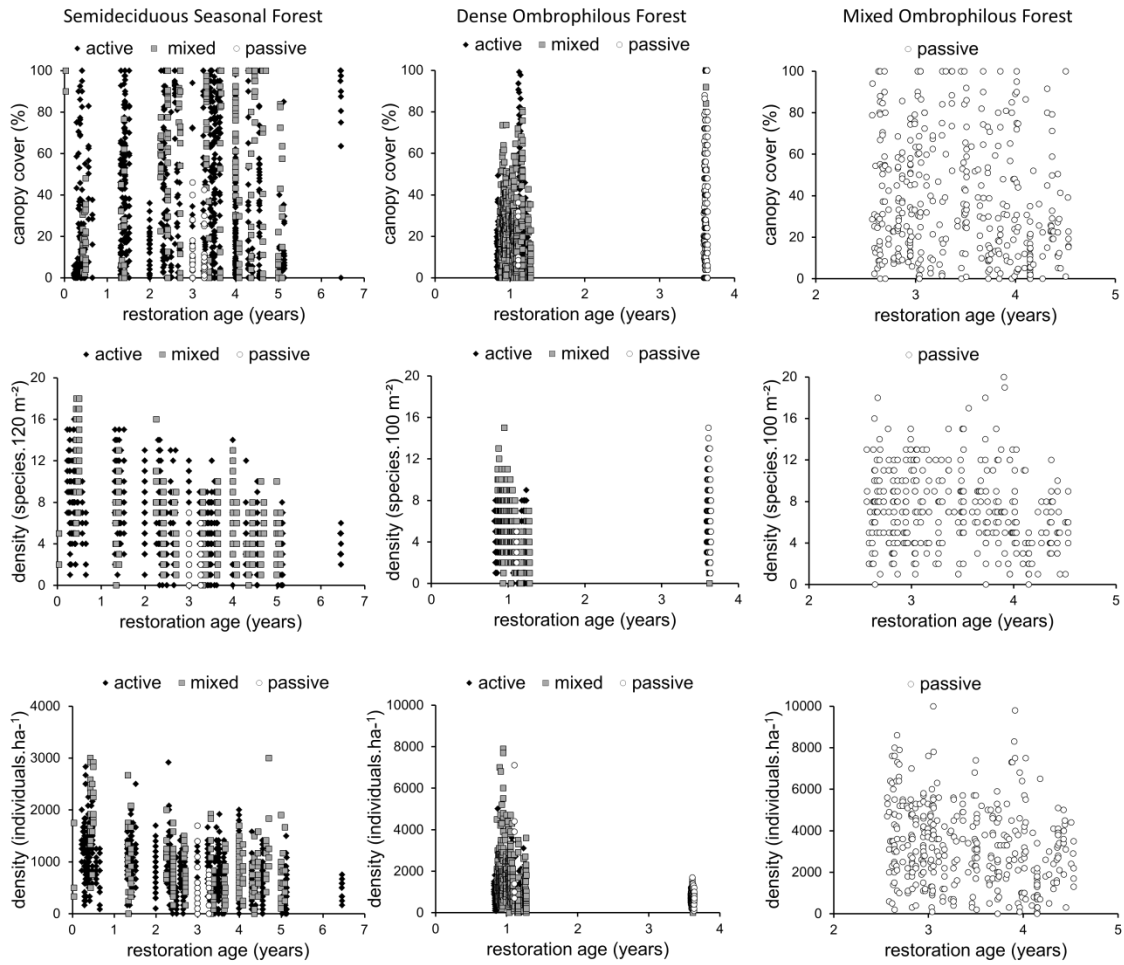 Semideciduous Seasonal Forest
Dense Ombrophilous Forest
Mixed Ombrophilous Forest
active mixed passive
canopy cover (%)
100
80
60
40
20
0
0 1 2 3 4 5 6 7
restoration age (years)
active mixed passive
canopy cover (%)
100
80
60
40
20
0
0 1 2 3 4
restoration age (years)
passive
canopy cover (%)
100
80
60
40
20
0
2 3 4 5
restoration age (years)
active mixed passive
density (species.120 m⁻²)
20
16
12
8
4
0
0 1 2 3 4 5 6 7
restoration age (years)
active mixed passive
density (species.100 m⁻²)
20
16
12
8
4
0
0 1 2 3 4
restoration age (years)
passive
density (species.100 m⁻²)
20
16
12
8
4
0
2 3 4 5
restoration age (years)
active mixed passive
density (individuals.ha-¹)
4000
3000
2000
1000
0
0 1 2 3 4 5 6 7
restoration age (years)
active mixed passive
density (individuals.ha-¹)
10000
8000
6000
4000
2000
0
0 1 2 3 4
restoration age (years)
passive
density (individuals.ha-¹)
10000
8000
6000
4000
2000
0
2 3 4 5
restoration age (years)